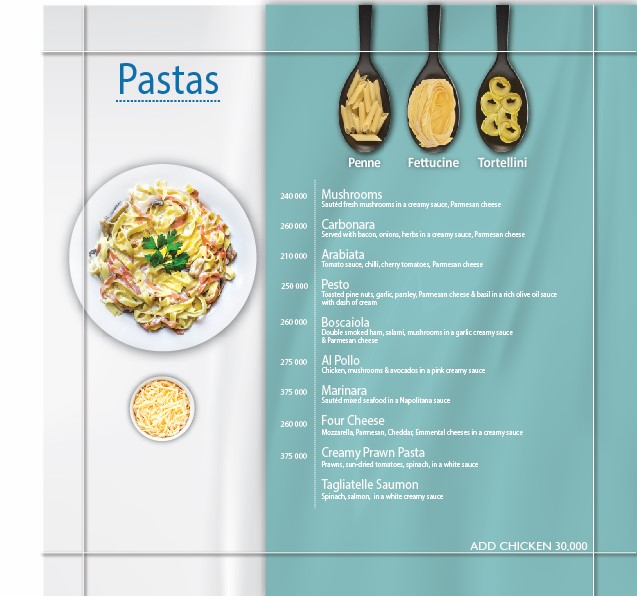 Pastas
Penne Fettucine Tortellini
240 000 Mushrooms
Sautéd fresh mushrooms in a creamy sauce, Parmesan cheese
260 000 Carbonara
Served with bacon, onions, herbs in a creamy sauce, Parmesan cheese
210 000 Arabiata
Tomato sauce, chilli, cherry tomatoes, Parmesan cheese
250 000 Pesto
Toasted pine nuts, garlic, parsley, Parmesan cheese & basil in a rich olive oil sauce
with dash of cream
260 000 Boscaiola
Double smoked ham, salami, mushrooms in a garlic creamy sauce
& Parmesan cheese
275 000 Al Pollo
Chicken, mushrooms & avocados in a pink creamy sauce
375 000 Marinara
Sautéd mixed seafood in a Napolitana sauce
260 000 Four Cheese
Mozzarella, Parmesan, Cheddar, Emmental cheeses in a creamy sauce
375 000 Creamy Prawn Pasta
Prawns, sun-dried tomatoes, spinach, in a white sauce
Tagliatelle Saumon
Spinach, salmon, in a white creamy sauce
ADD CHICKEN 30,000